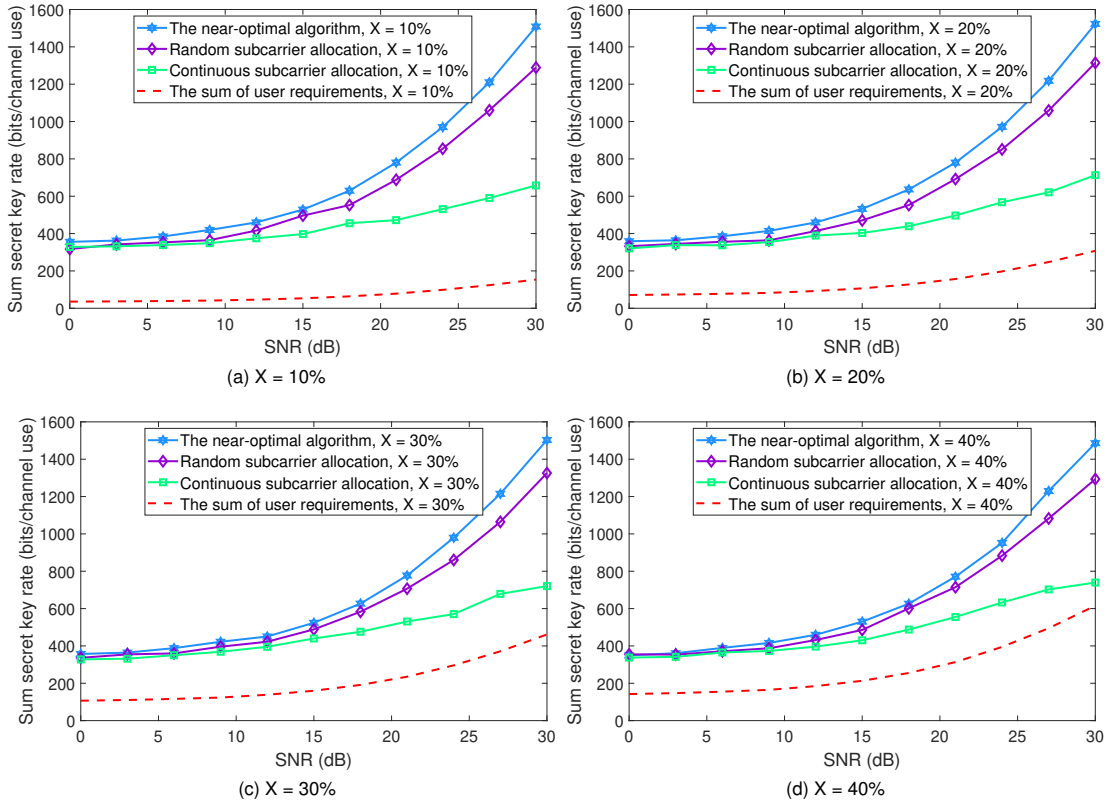 Sum secret key rate (bits/channel use)
1600
1400
1200
1000
800
600
400
200
0
The near-optimal algorithm, X = 10%
Random subcarrier allocation, X = 10%
Continuous subcarrier allocation, X = 10%
The sum of user requirements, X = 10%
0 5 10 15 20 25 30
SNR (dB)
(a) X = 10%
Sum secret key rate (bits/channel use)
1600
1400
1200
1000
800
600
400
200
0
The near-optimal algorithm, X = 20%
Random subcarrier allocation, X = 20%
Continuous subcarrier allocation, X = 20%
The sum of user requirements, X = 20%
0 5 10 15 20 25 30
SNR (dB)
(b) X = 20%
Sum secret key rate (bits/channel use)
1600
1400
1200
1000
800
600
400
200
0
The near-optimal algorithm, X = 30%
Random subcarrier allocation, X = 30%
Continuous subcarrier allocation, X = 30%
The sum of user requirements, X = 30%
0 5 10 15 20 25 30
SNR (dB)
(c) X = 30%
Sum secret key rate (bits/channel use)
1600
1400
1200
1000
800
600
400
200
0
The near-optimal algorithm, X = 40%
Random subcarrier allocation, X = 40%
Continuous subcarrier allocation, X = 40%
The sum of user requirements, X = 40%
0 5 10 15 20 25 30
SNR (dB)
(d) X = 40%